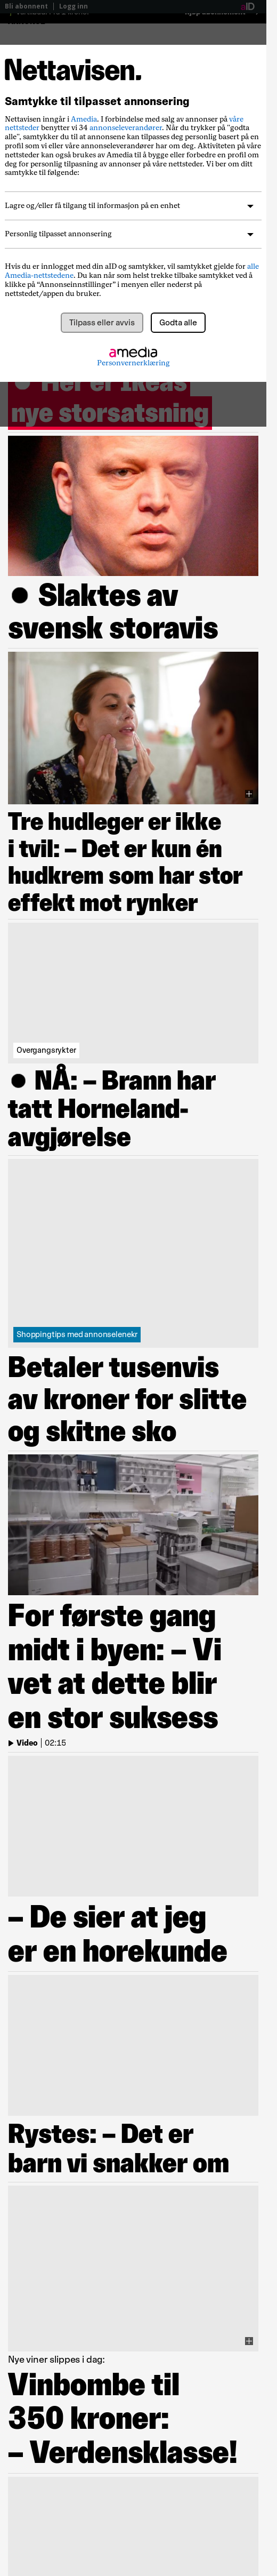 Bli abonnent | Logg inn
aID
Nettavisen.
Samtykke til tilpasset annonsering
Nettavisen inngår i Amedia. I forbindelse med salg av annonser på våre
nettsteder benytter vi 34 annonseleverandører. Når du trykker på "godta
alle", samtykker du til at annonsene kan tilpasses deg personlig basert på en
profil som vi eller våre annonseleverandører har om deg. Aktiviteten på våre
nettsteder kan også brukes av Amedia til å bygge eller forbedre en profil om
deg for personlig tilpasning av annonser på våre nettsteder. Vi ber om ditt
samtykke til følgende:
Lagre og/eller få tilgang til informasjon på en enhet
Personlig tilpasset annonsering
Hvis du er innlogget med din aID og samtykker, vil samtykket gjelde for alle
Amedia-nettstedene. Du kan når som helst trekke tilbake samtykket ved å
klikke på “Annonseinnstillinger” i menyen eller nederst på
nettstedet/appen du bruker.
Tilpass eller avvis
Godta alle
amedia
Personvernerklæring
● Her er Ikeas
nye storsatsning
● Slaktes av
svensk storavis
Tre hudleger er ikke
i tvil: – Det er kun én
hudkrem som har stor
effekt mot rynker
Overgangsrykter
● NÅ: – Brann har
tatt Horneland-
avgjørelse
Shoppingtips med annonselenekr
Betaler tusenvis
av kroner for slitte
og skitne sko
For første gang
midt i byen: – Vi
vet at dette blir
en stor suksess
Video | 02:15
– De sier at jeg
er en horekunde
Rystes: – Det er
barn vi snakker om
Nye viner slippes i dag:
Vinbombe til
350 kroner:
– Verdensklasse!